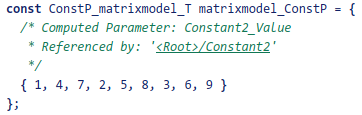 const ConstP_matrixmodel_T matrixmodel_ConstP = {
/* Computed Parameter: Constant2_Value
* Referenced by: '<Root>/Constant2'
*/
{ 1, 4, 7, 2, 5, 8, 3, 6, 9 }
};